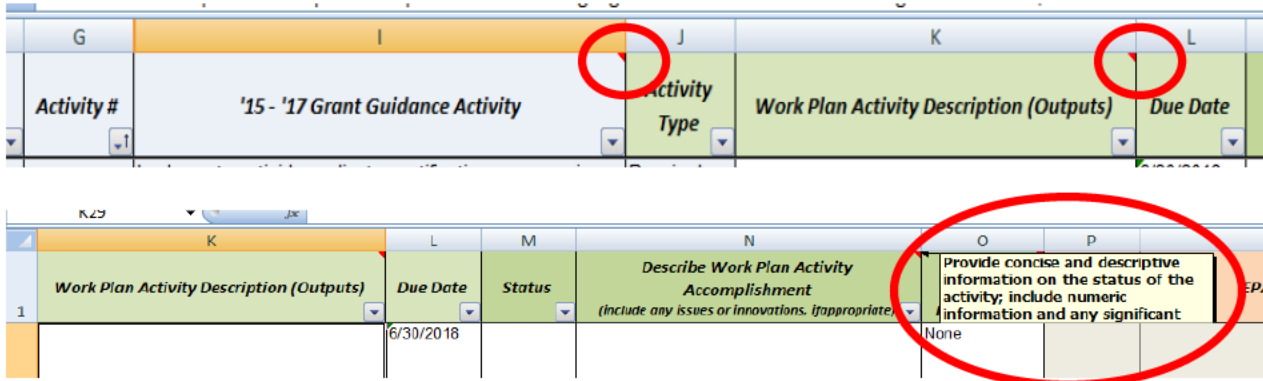 G I J K L
Activity # '15 - '17 Grant Guidance Activity Activity Work Plan Activity Description (Outputs) Due Date
Type
K29
K L M N O P
Describe Work Plan Activity
Work Plan Activity Description (Outputs) Due Date Status Accomplishment
(include any issues or innovations, ifappropriate)
Provide concise and descriptive
information on the status of the
activity; include numeric
information and any significant
EPA
1
6/30/2018 None